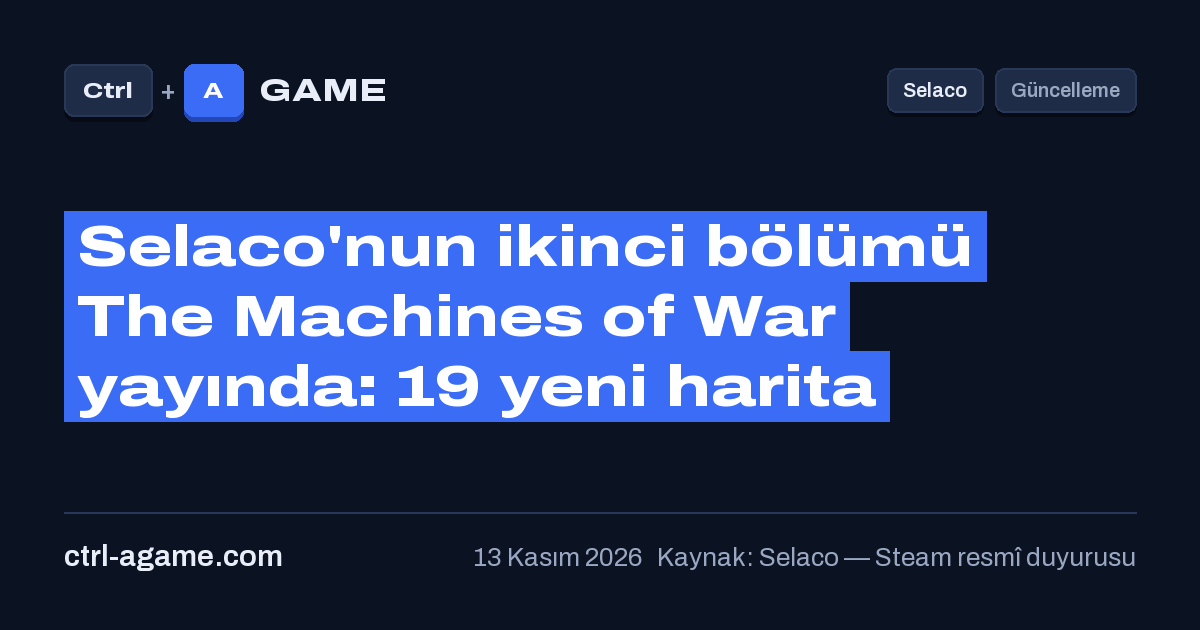 Ctrl + A GAME
Selaco Güncelleme
Selaco'nun ikinci bölümü
The Machines of War
yayında: 19 yeni harita
ctrl-agame.com
13 Kasım 2026 Kaynak: Selaco — Steam resmî duyurusu